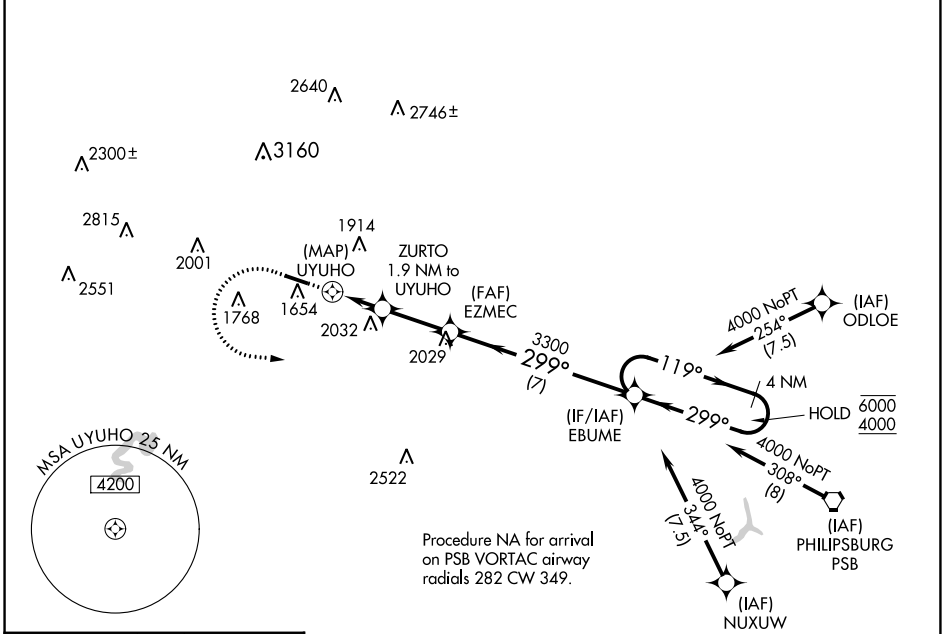 2640
2746±
3160
2300±
2815
2001
2551
1914
(MAP)
UYUHO
ZURTO
1.9 NM to
UYUHO
(FAF)
EZMEC
1768
1654
2032
2029
3300
299°
(7)
4000 NoPT
254°
(7.5)
(IAF)
ODLOE
119°
4 NM
299°
HOLD
6000
4000
(IF/IAF)
EBUME
4000 NoPT
308°
(8)
(IAF)
PHILIPSBURG
PSB
4000 NoPT
344°
(7.5)
(IAF)
NUXUW
2522
MSA UYUHO 25 NM
4200
Procedure NA for arrival
on PSB VORTAC airway
radials 282 CW 349.